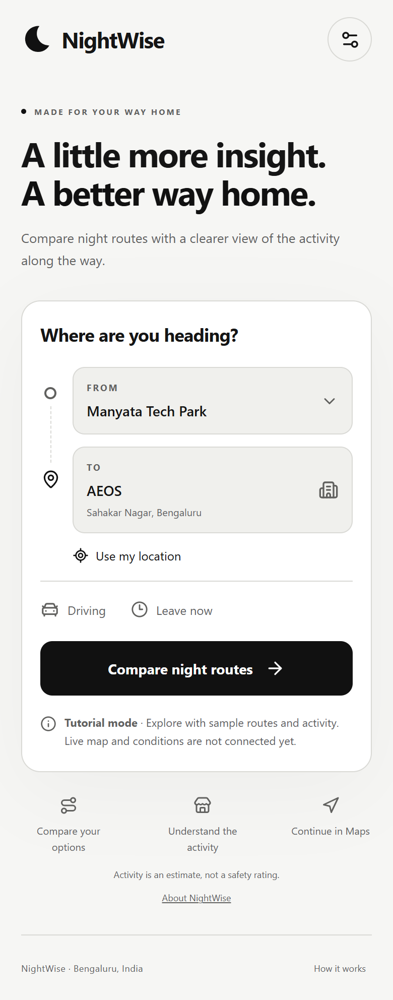 NightWise
MADE FOR YOUR WAY HOME
A little more insight.
A better way home.
Compare night routes with a clearer view of the activity
along the way.
Where are you heading?
FROM
Manyata Tech Park
TO
AEOS
Sahakar Nagar, Bengaluru
Use my location
Driving
Leave now
Compare night routes
Tutorial mode · Explore with sample routes and activity.
Live map and conditions are not connected yet.
Compare your
options
Understand the
activity
Continue in Maps
Activity is an estimate, not a safety rating.
About NightWise
NightWise · Bengaluru, India
How it works